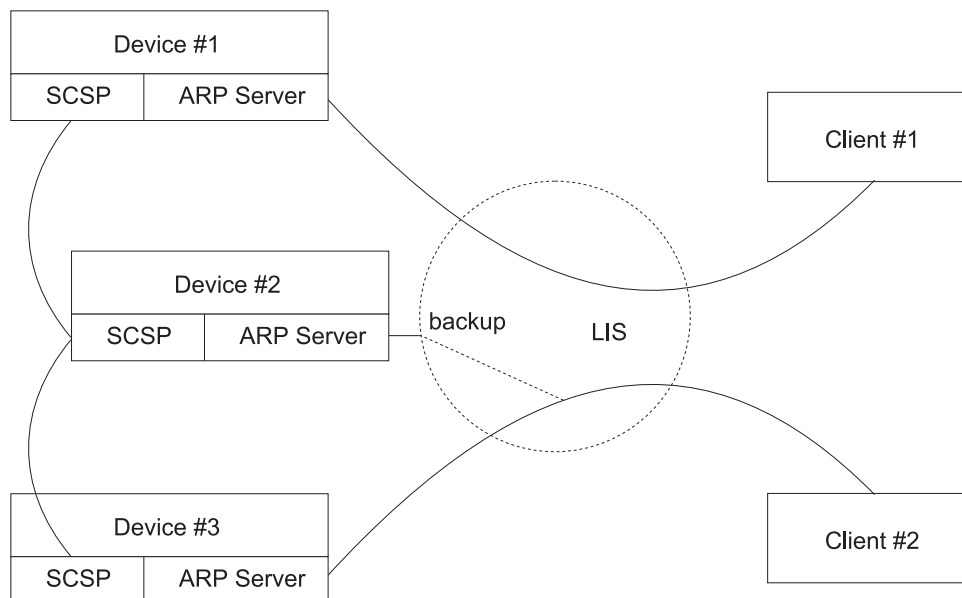 Device #1
SCSP
ARP Server
Client #1
Device #2
SCSP
ARP Server
backup
LIS
Device #3
SCSP
ARP Server
Client #2